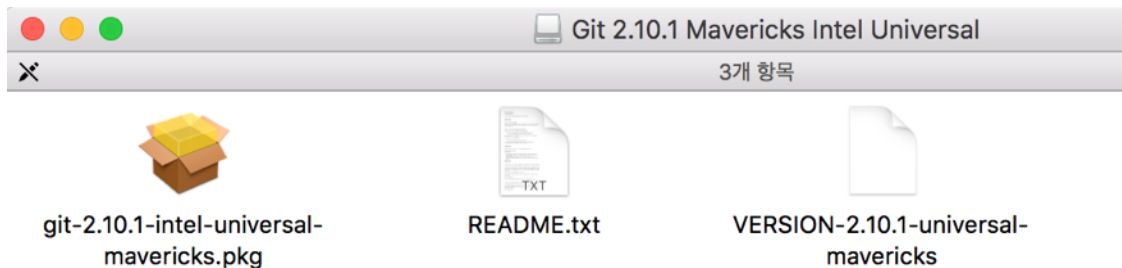 Git 2.10.1 Mavericks Intel Universal
3개 항목
TXT
git-2.10.1-intel-universal-
mavericks.pkg
README.txt
VERSION-2.10.1-universal-
mavericks